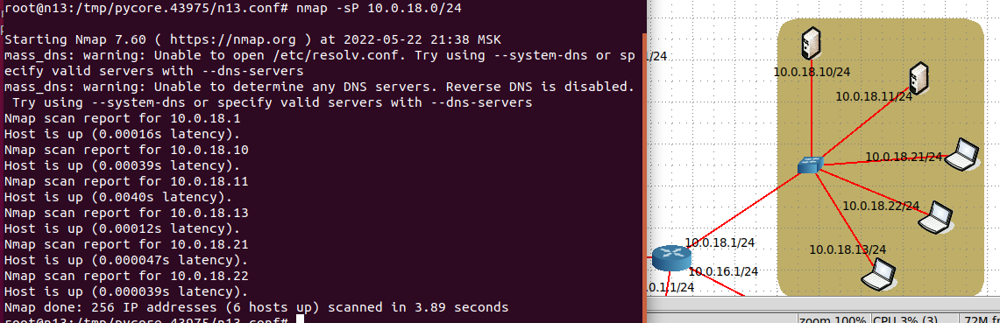 root@n13:/tmp/pycore.43975/n13.conf# nmap -sP 10.0.18.0/24
Starting Nmap 7.60 ( https://nmap.org ) at 2022-05-22 21:38 MSK
mass_dns: warning: Unable to open /etc/resolv.conf. Try using --system-dns or sp
ecify valid servers with --dns-servers
mass_dns: warning: Unable to determine any DNS servers. Reverse DNS is disabled.
Try using --system-dns or specify valid servers with --dns-servers
Nmap scan report for 10.0.18.1
Host is up (0.00016s latency).
Nmap scan report for 10.0.18.10
Host is up (0.00039s latency).
Nmap scan report for 10.0.18.11
Host is up (0.0040s latency).
Nmap scan report for 10.0.18.13
Host is up (0.00012s latency).
Nmap scan report for 10.0.18.21
Host is up (0.000047s latency).
Nmap scan report for 10.0.18.22
Host is up (0.000039s latency).
Nmap done: 256 IP addresses (6 hosts up) scanned in 3.89 seconds
root@n13:/tmp/pycore.43975/n13.conf#
/24
10.0.18.10/24
10.0.18.11/24
10.0.18.21/24
10.0.18.22/24
10.0.18.1/24
10.0.18.13/24
10.0.16.1/24
.0.1.1/24
zoom 100%
CPU 3% (3)
72M fr